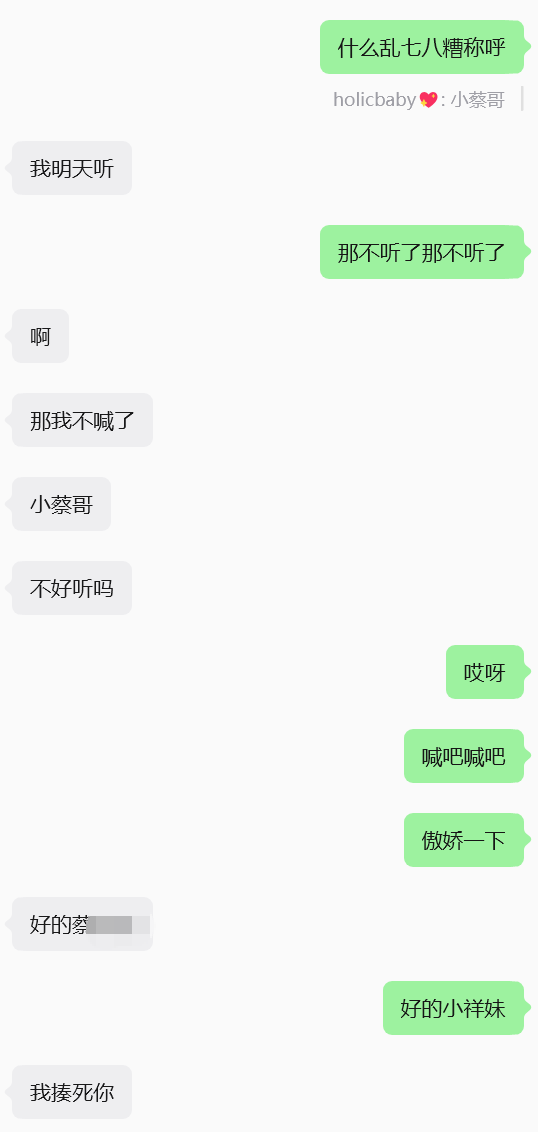 什么乱七八糟称呼
holicbaby💖: 小蔡哥
我明天听
那不听了那不听了
啊
那我不喊了
小蔡哥
不好听吗
哎呀
喊吧喊吧
傲娇一下
好的蔡
好的小祥妹
我揍死你